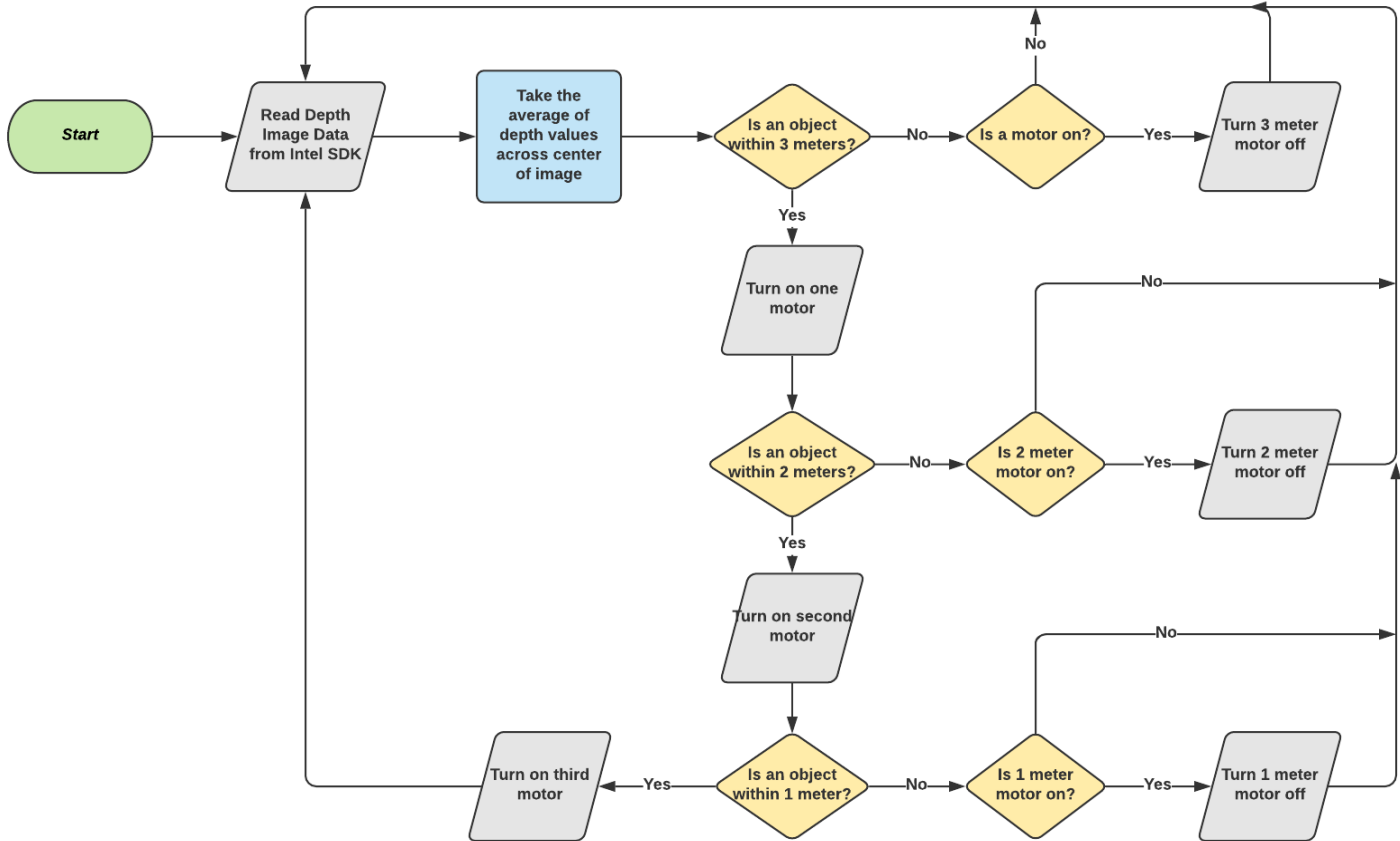 Start
Read Depth
Image Data
from Intel SDK
Take the
average of
depth values
across center
of image
Is an object
within 3 meters?
No
Is a motor on?
No
Yes
Turn 3 meter
motor off
Yes
Turn on one
motor
No
Is an object
within 2 meters?
No
Is 2 meter
motor on?
Yes
Turn 2 meter
motor off
Yes
Turn on second
motor
No
Turn on third
motor
Yes
Is an object
within 1 meter?
No
Is 1 meter
motor on?
Yes
Turn 1 meter
motor off